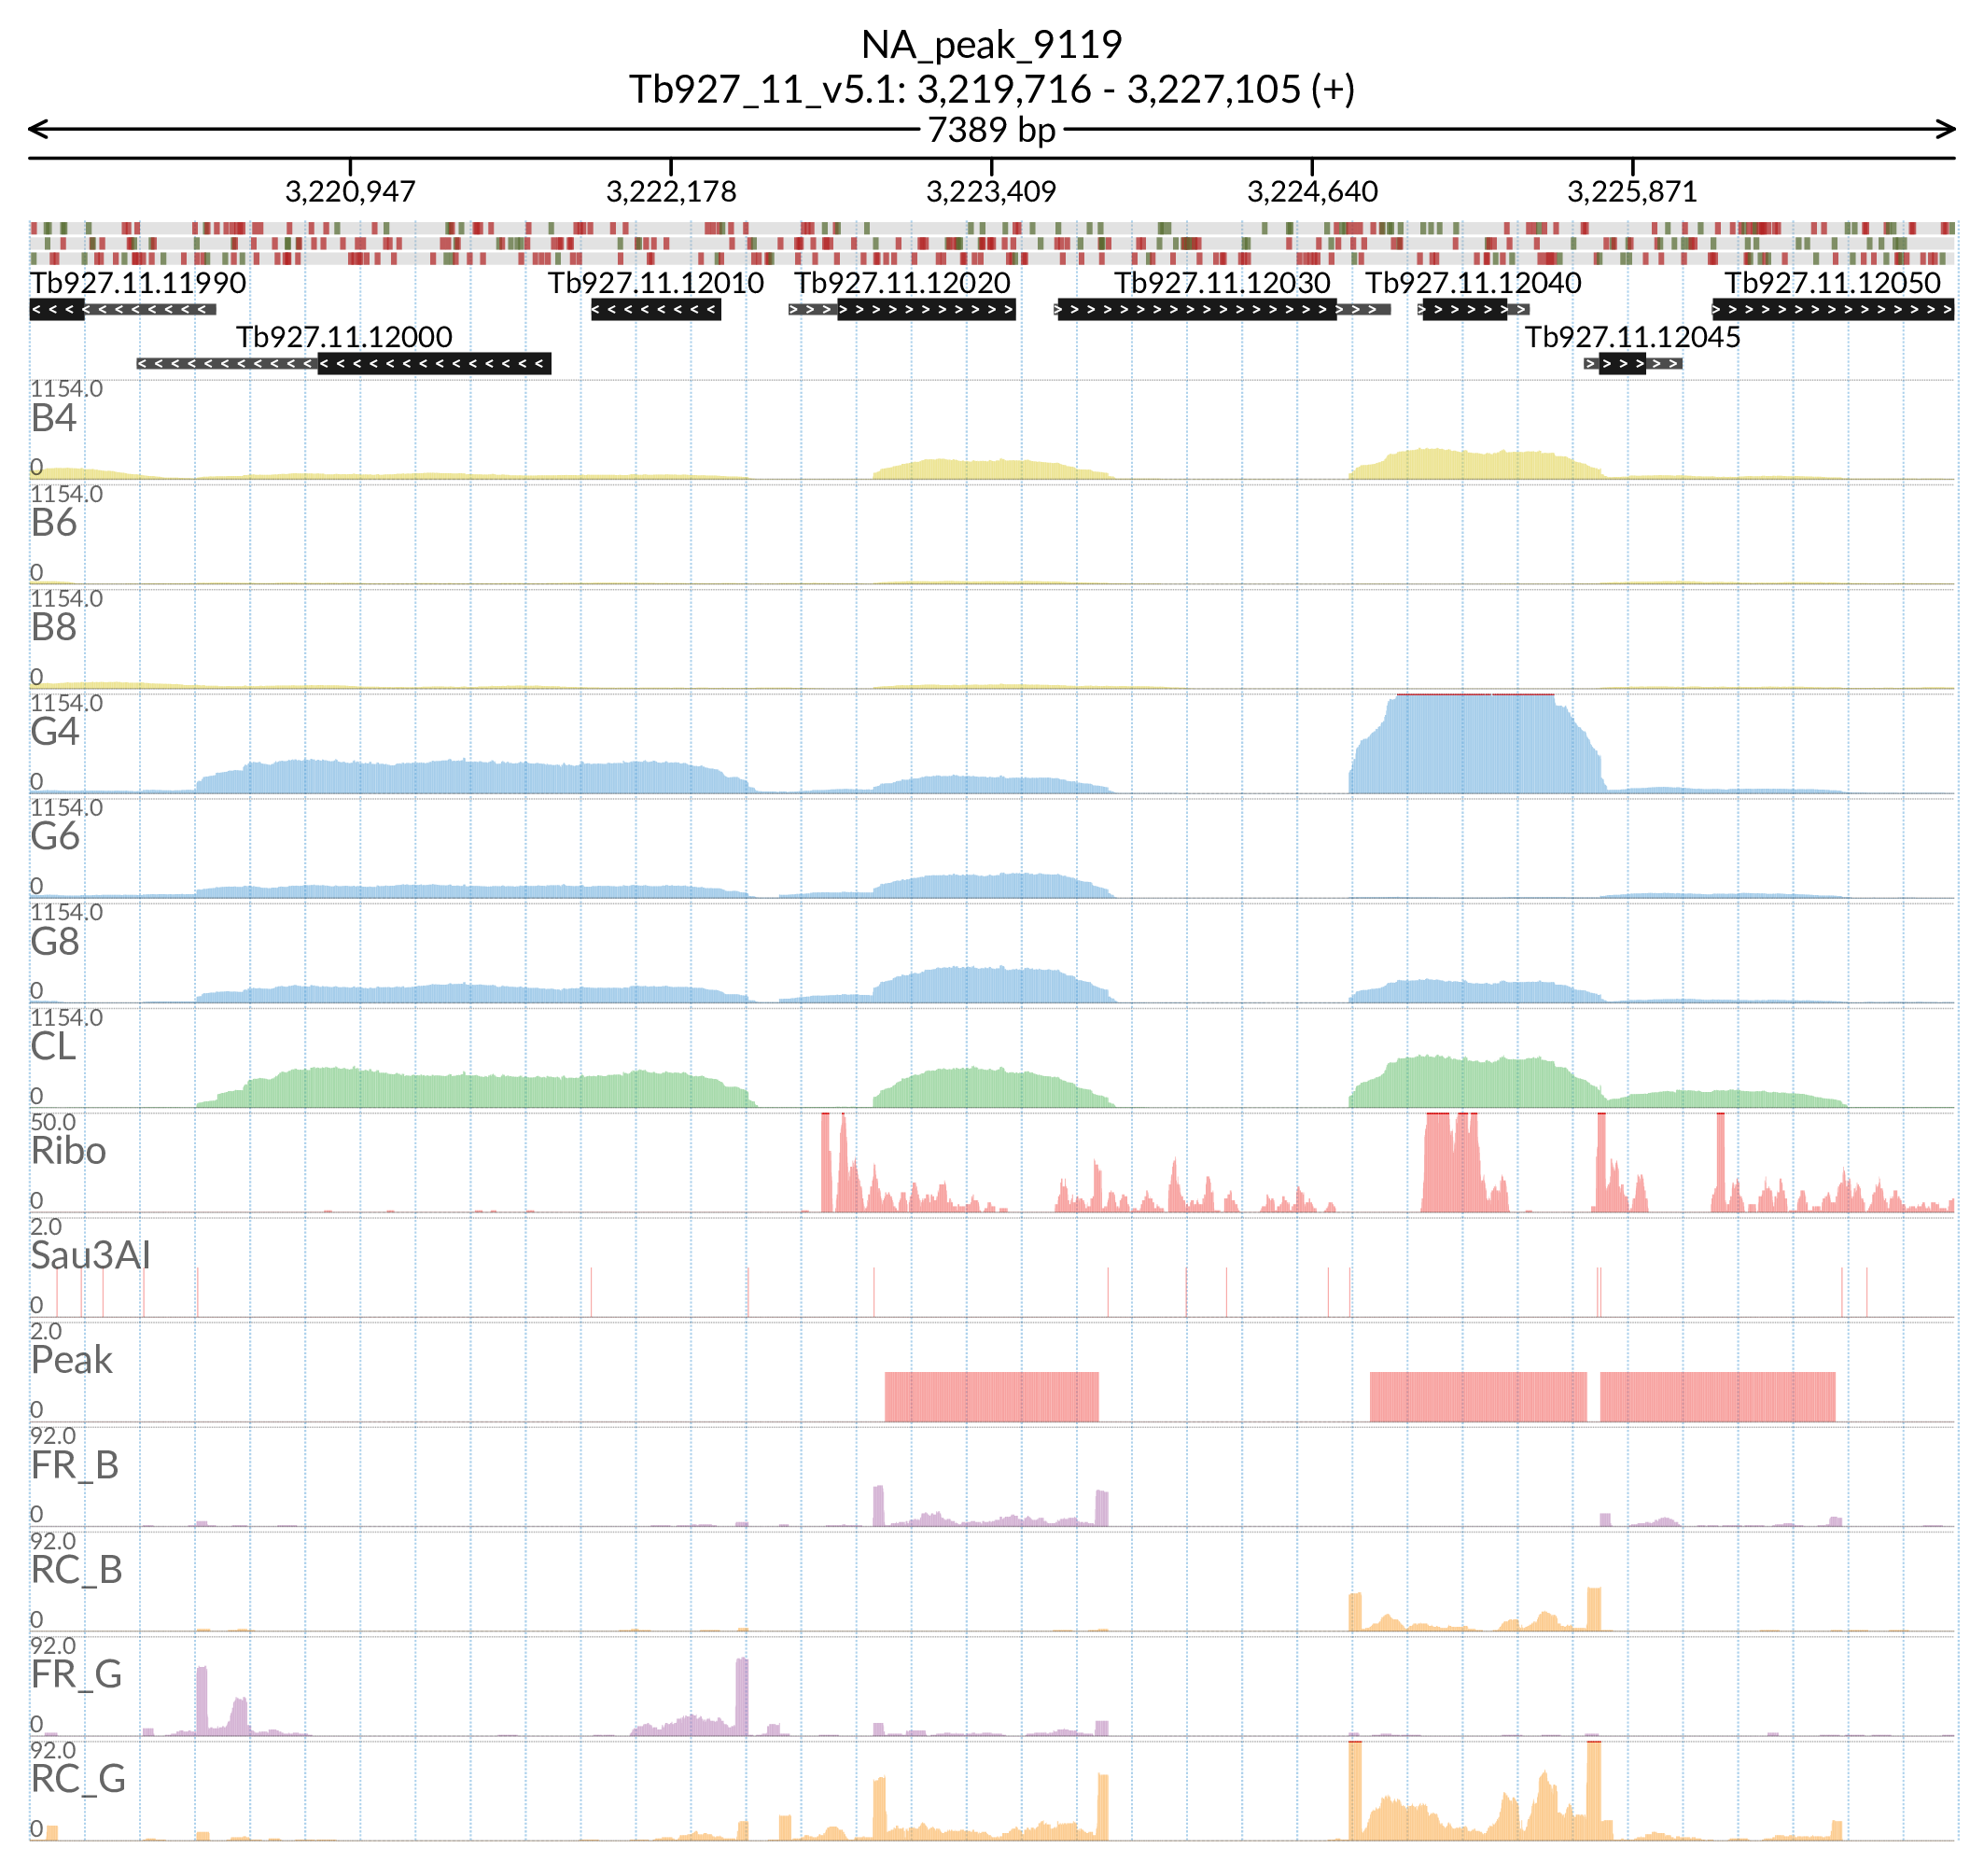 NA_peak_9119
Tb927_11_v5.1: 3,219,716 - 3,227,105 (+)
7389 bp
3,220,947 3,222,178 3,223,409 3,224,640 3,225,871
Tb927.11.11990 Tb927.11.12010 Tb927.11.12020 Tb927.11.12030 Tb927.11.12040 Tb927.11.12050
Tb927.11.12000 Tb927.11.12045
1154.0
B4
0
1154.0
B6
0
1154.0
B8
0
1154.0
G4
0
1154.0
G6
0
1154.0
G8
0
1154.0
CL
0
50.0
Ribo
0
2.0
Sau3AI
0
2.0
Peak
0
92.0
FR_B
0
92.0
RC_B
0
92.0
FR_G
0
92.0
RC_G
0